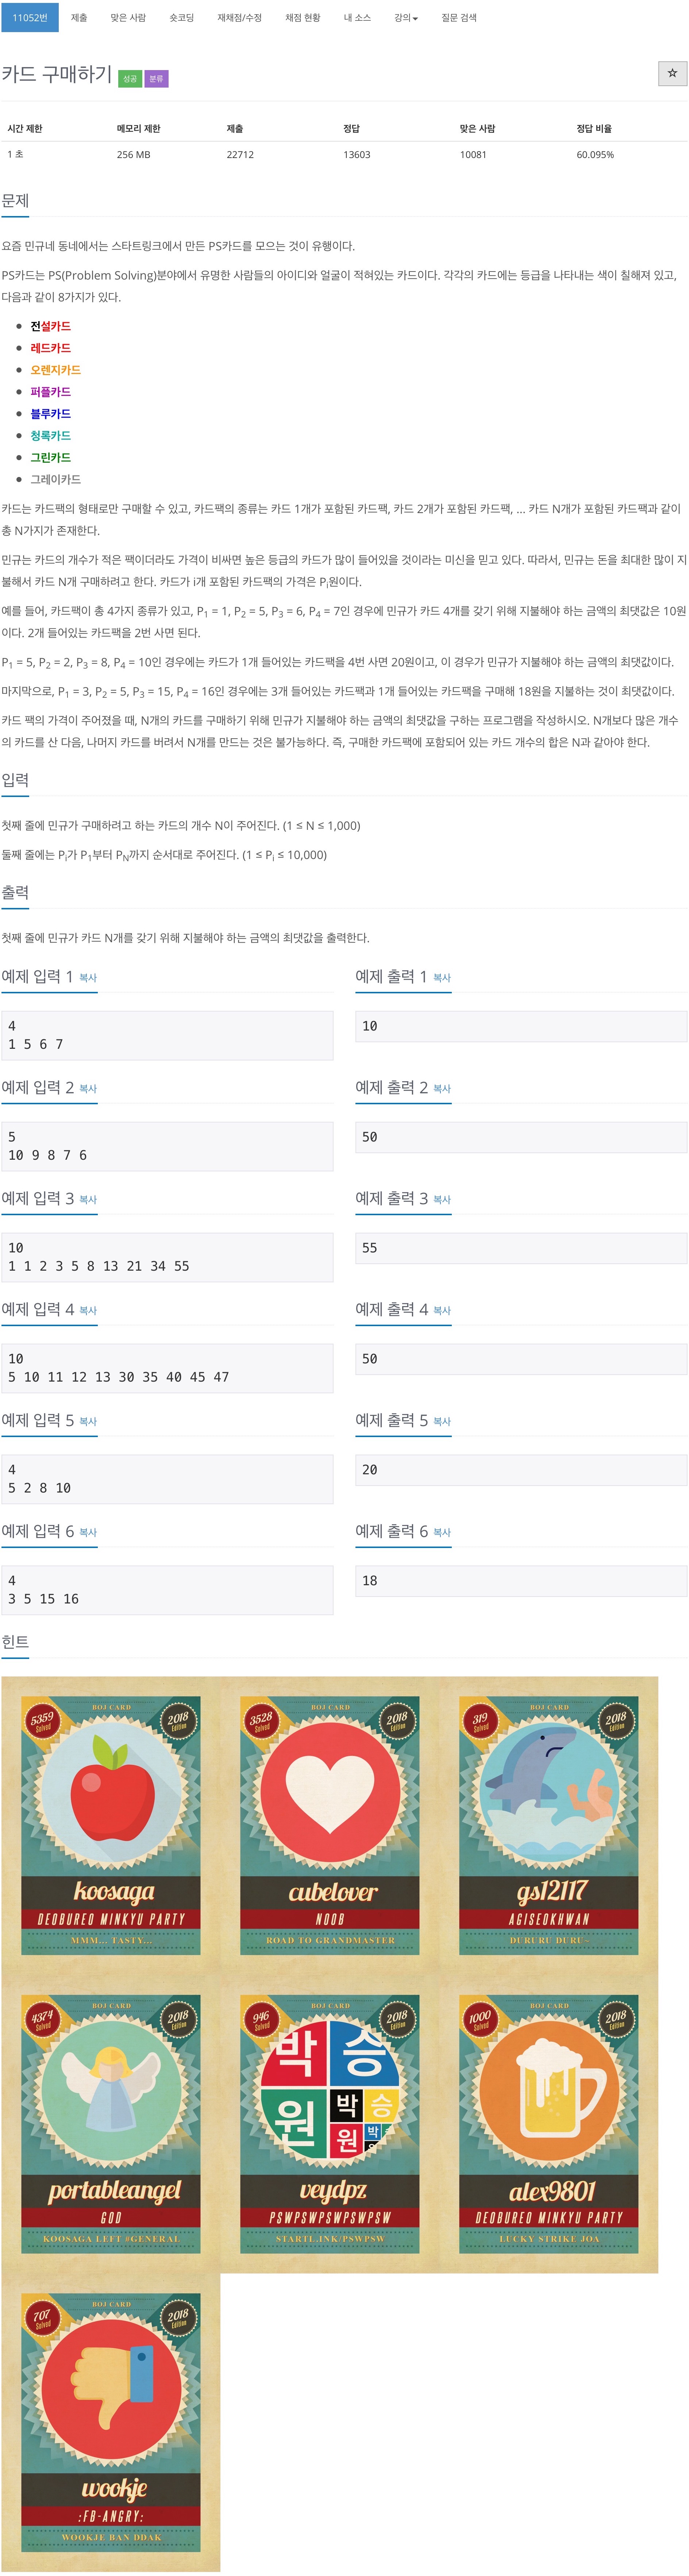 11052번 제출 맞은 사람 숏코딩 재채점/수정 채점 현황 내 소스 강의 질문 검색
카드 구매하기 성공 분류
시간 제한 메모리 제한 제출 정답 맞은 사람 정답 비율
1 초 256 MB 22712 13603 10081 60.095%
문제
요즘 민규네 동네에서는 스타트링크에서 만든 PS카드를 모으는 것이 유행이다.
PS카드는 PS(Problem Solving)분야에서 유명한 사람들의 아이디와 얼굴이 적혀있는 카드이다. 각각의 카드에는 등급을 나타내는 색이 칠해져 있고,
다음과 같이 8가지가 있다.
전설카드
레드카드
오렌지카드
퍼플카드
블루카드
청록카드
그린카드
그레이카드
카드는 카드팩의 형태로만 구매할 수 있고, 카드팩의 종류는 카드 1개가 포함된 카드팩, 카드 2개가 포함된 카드팩, ... 카드 N개가 포함된 카드팩과 같이
총 N가지가 존재한다.
민규는 카드의 개수가 적은 팩이더라도 가격이 비싸면 높은 등급의 카드가 많이 들어있을 것이라는 미신을 믿고 있다. 따라서, 민규는 돈을 최대한 많이 지
불해서 카드 N개 구매하려고 한다. 카드가 i개 포함된 카드팩의 가격은 Pi원이다.
예를 들어, 카드팩이 총 4가지 종류가 있고, P1 = 1, P2 = 5, P3 = 6, P4 = 7인 경우에 민규가 카드 4개를 갖기 위해 지불해야 하는 금액의 최댓값은 10원
이다. 2개 들어있는 카드팩을 2번 사면 된다.
P1 = 5, P2 = 2, P3 = 8, P4 = 10인 경우에는 카드가 1개 들어있는 카드팩을 4번 사면 20원이고, 이 경우가 민규가 지불해야 하는 금액의 최댓값이다.
마지막으로, P1 = 3, P2 = 5, P3 = 15, P4 = 16인 경우에는 3개 들어있는 카드팩과 1개 들어있는 카드팩을 구매해 18원을 지불하는 것이 최댓값이다.
카드 팩의 가격이 주어졌을 때, N개의 카드를 구매하기 위해 민규가 지불해야 하는 금액의 최댓값을 구하는 프로그램을 작성하시오. N개보다 많은 개수
의 카드를 산 다음, 나머지 카드를 버려서 N개를 만드는 것은 불가능하다. 즉, 구매한 카드팩에 포함되어 있는 카드 개수의 합은 N과 같아야 한다.
입력
첫째 줄에 민규가 구매하려고 하는 카드의 개수 N이 주어진다. (1 ≤ N ≤ 1,000)
둘째 줄에는 Pi가 P1부터 PN까지 순서대로 주어진다. (1 ≤ Pi ≤ 10,000)
출력
첫째 줄에 민규가 카드 N개를 갖기 위해 지불해야 하는 금액의 최댓값을 출력한다.
예제 입력 1 복사
4
1 5 6 7
예제 출력 1 복사
10
예제 입력 2 복사
5
10 9 8 7 6
예제 출력 2 복사
50
예제 입력 3 복사
10
1 1 2 3 5 8 13 21 34 55
예제 출력 3 복사
55
예제 입력 4 복사
10
5 10 11 12 13 30 35 40 45 47
예제 출력 4 복사
50
예제 입력 5 복사
4
5 2 8 10
예제 출력 5 복사
20
예제 입력 6 복사
4
3 5 15 16
예제 출력 6 복사
18
힌트
BOJ CARD
5359 Solved
2018 Edition
koosaga
DEOBUREO MINKYU PARTY
MMM... TASTY...
BOJ CARD
3528 Solved
2018 Edition
cubelover
NOOB
ROAD TO GRANDMASTER
BOJ CARD
319 Solved
2018 Edition
gs12117
AGISEOKHWAN
DURURU DURU~
BOJ CARD
4374 Solved
2018 Edition
portableangel
GOD
KOOSAGA LEFT #GENERAL
BOJ CARD
946 Solved
2018 Edition
박 승
원 박 승
원 박
veydpz
PSWPSWPSWPSWPSW
STARTL.INK/PSWPSW
BOJ CARD
1000 Solved
2018 Edition
alex9801
DEOBUREO MINKYU PARTY
LUCKY STRIKE JOA
BOJ CARD
707 Solved
2018 Edition
wookje
:FB-ANGRY:
WOOKJE BAN DDAK